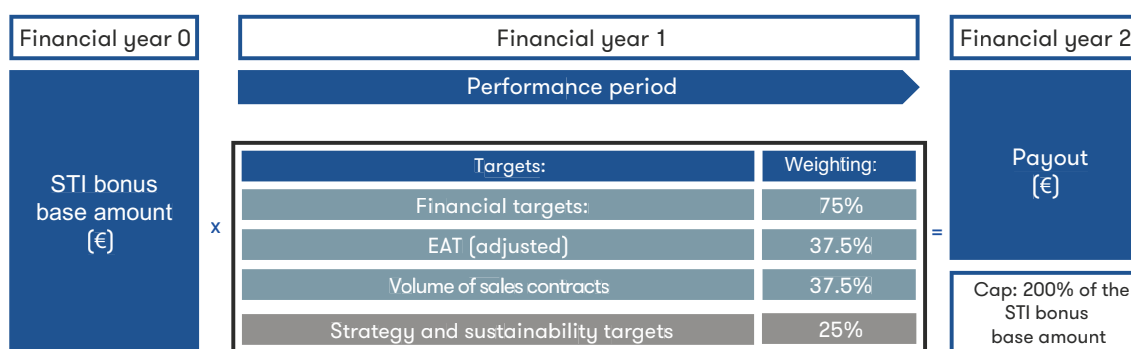 Financial year 0
Financial year 1
Financial year 2
Performance period
STI bonus
base amount
(€)
x
Targets:
Weighting:
Financial targets:
75%
EAT (adjusted)
37.5%
Volume of sales contracts
37.5%
Strategy and sustainability targets
25%
=
Payout
(€)
Cap: 200% of the
STI bonus
base amount